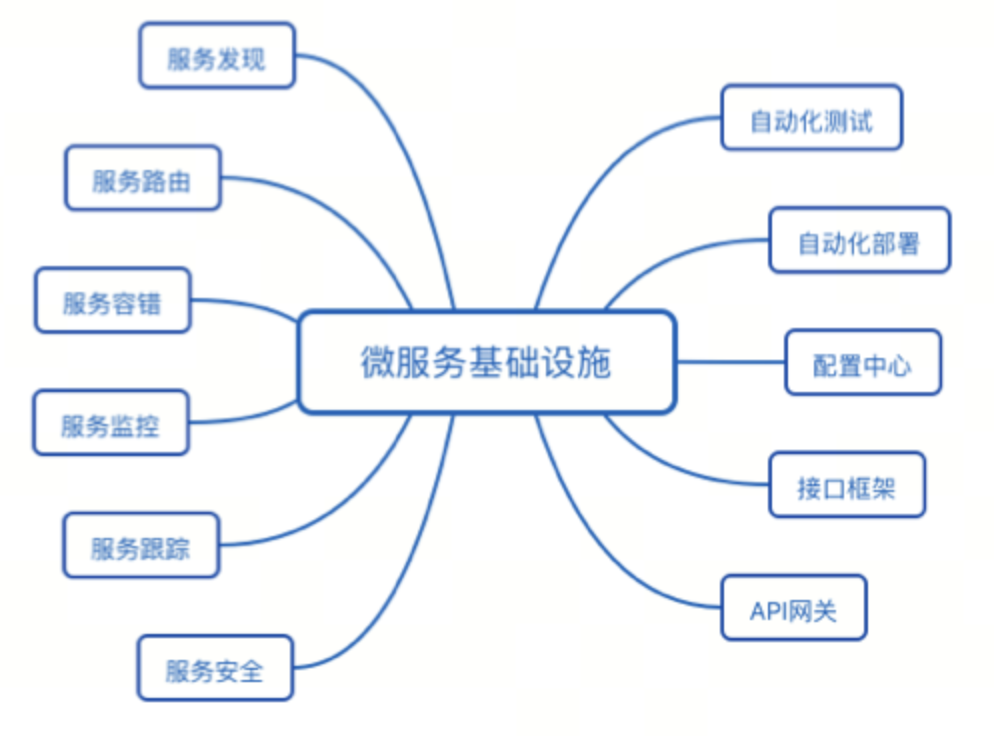 服务发现
服务路由
服务容错
服务监控
服务跟踪
服务安全
微服务基础设施
自动化测试
自动化部署
配置中心
接口框架
API网关